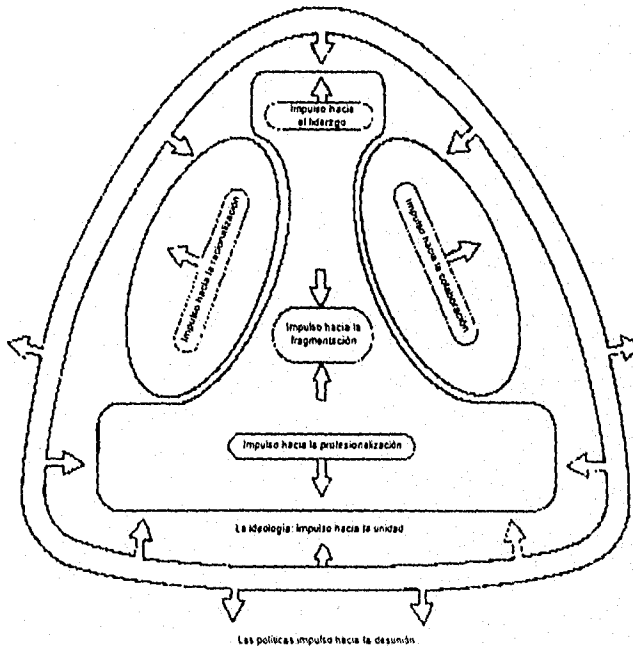 Impulso hacia
el liderzgo
Impulso hacia la racionalización
Impulso hacia la colaboración
Impulso hacia la
fragmentación
Impulso hacia la profesionalización
La ideología: impulso hacia la unidad
Las políticas impulso hacia la desunión